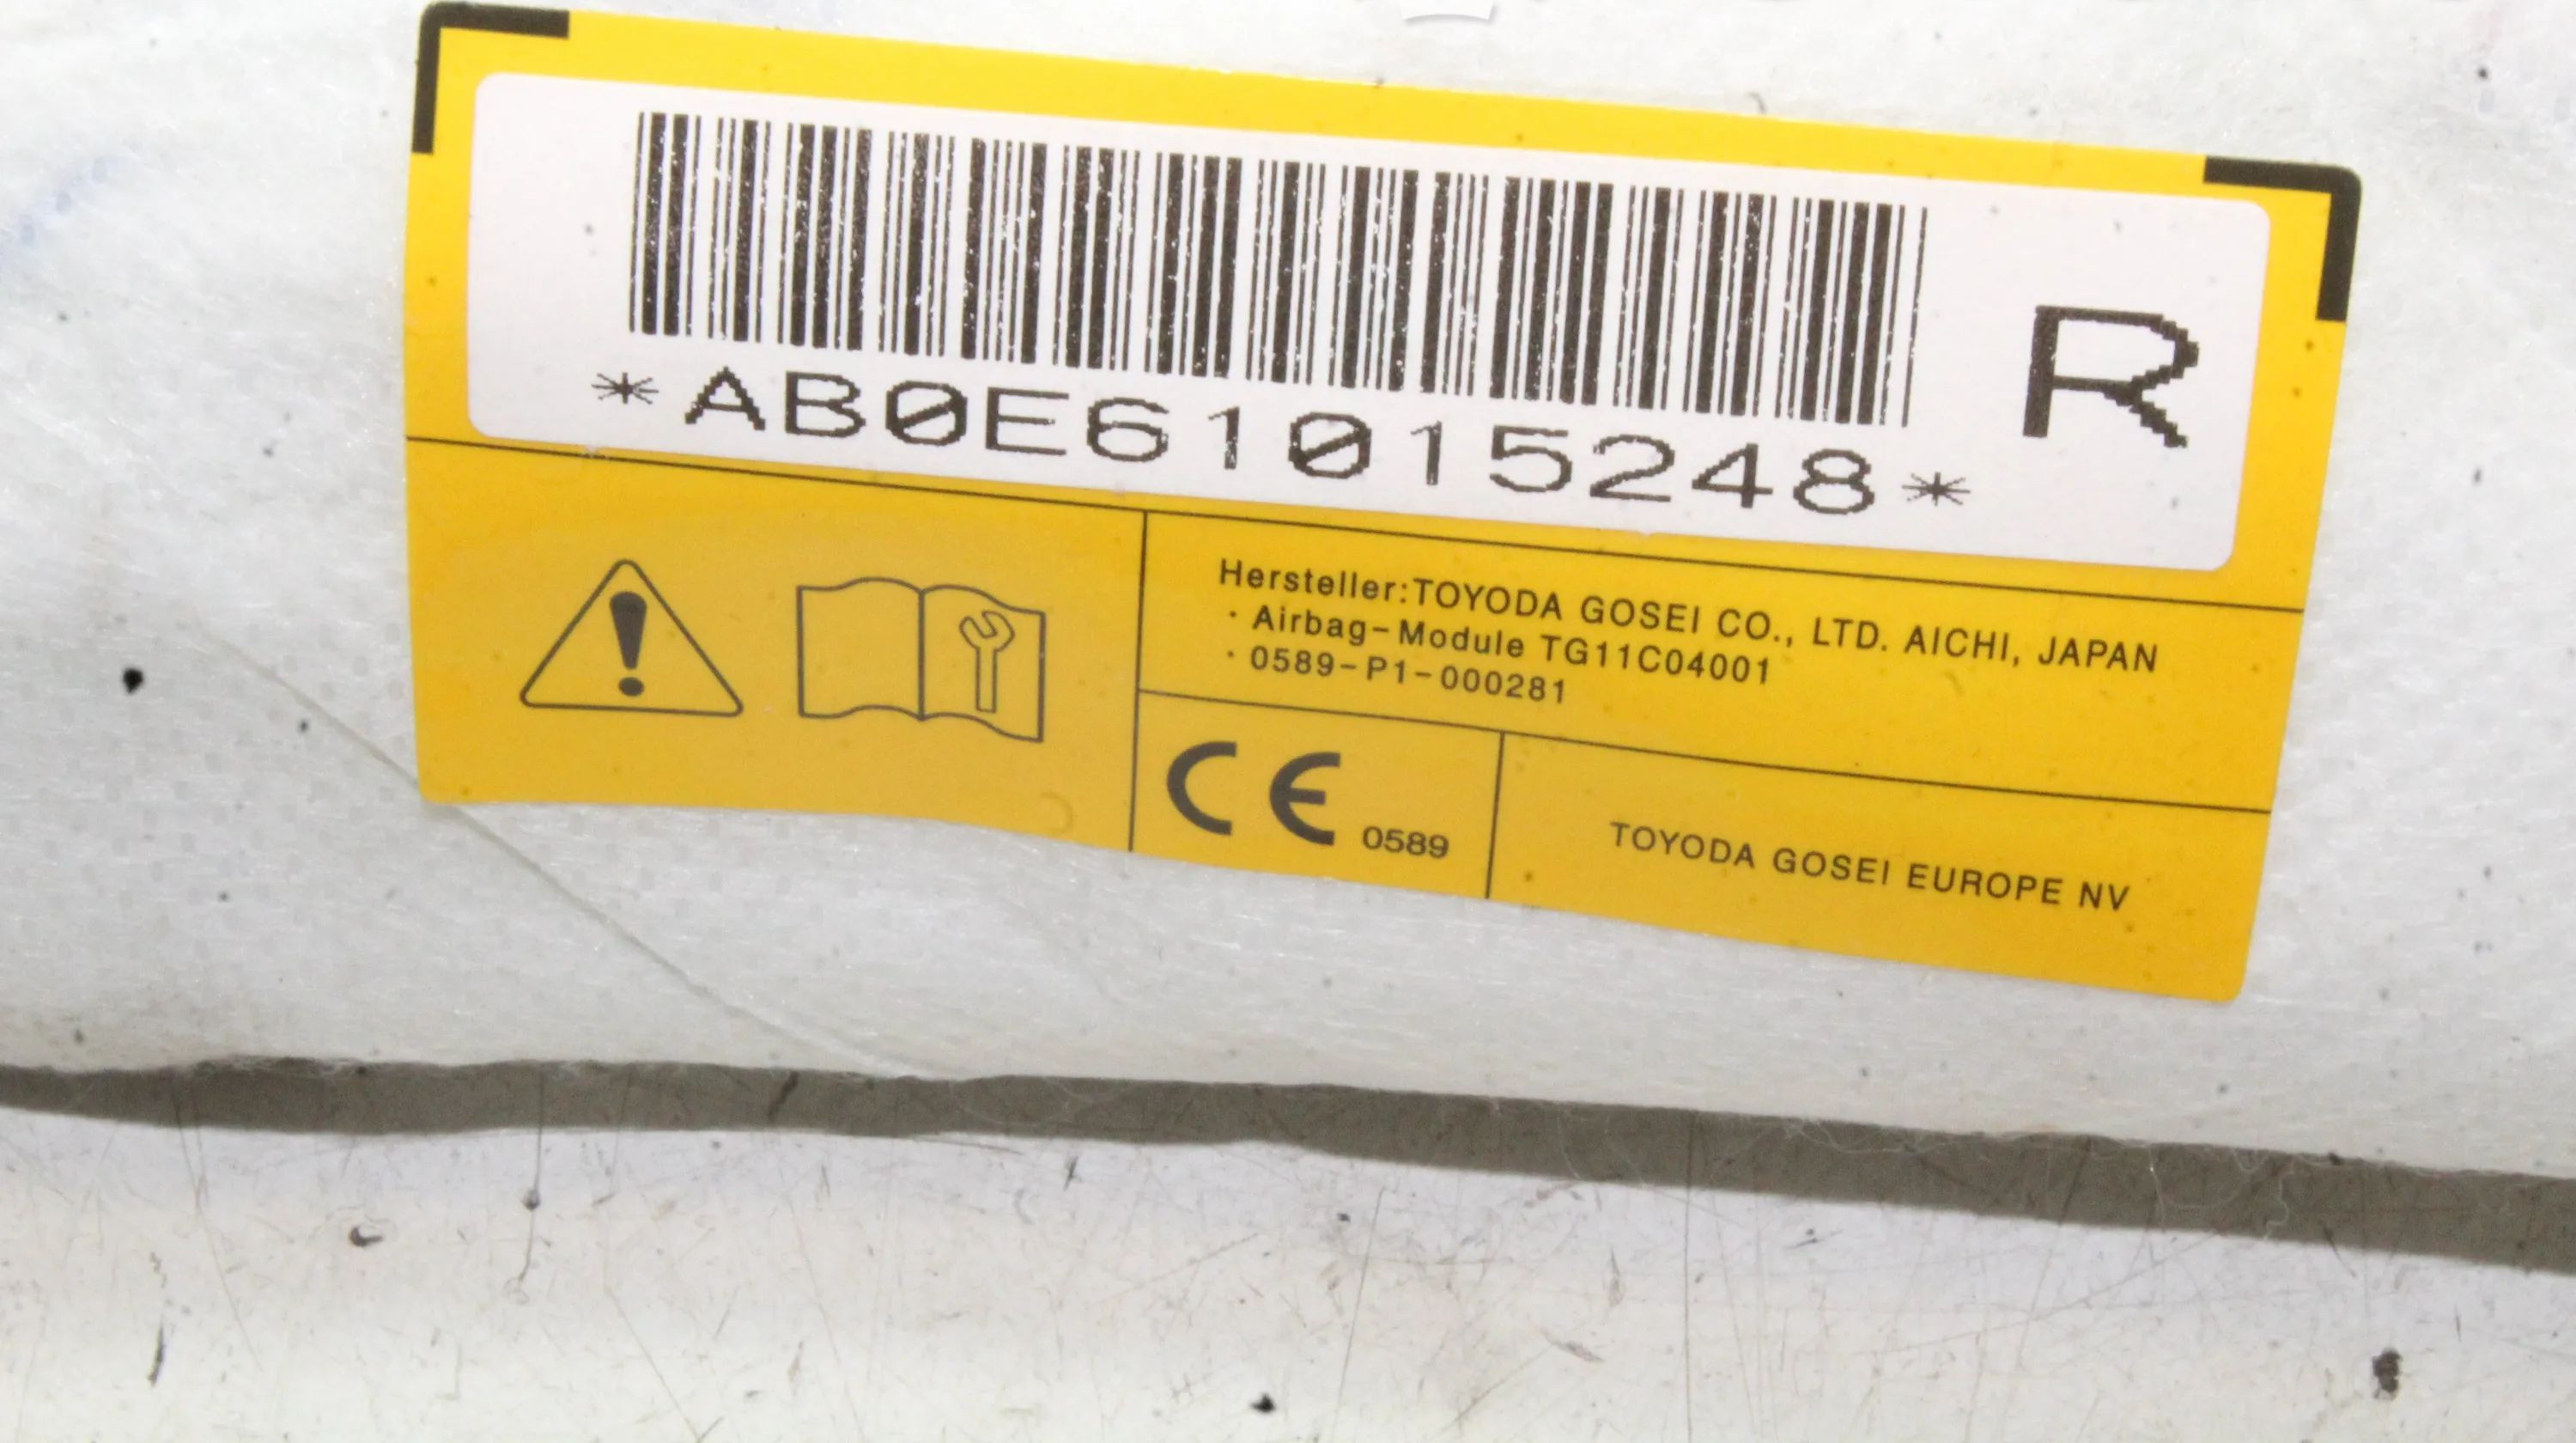 *AB0E61015248*
R
Hersteller:TOYODA GOSEI CO., LTD. AICHI, JAPAN
· Airbag-Module TG11C04001
· 0589-P1-000281
CE 0589
TOYODA GOSEI EUROPE NV